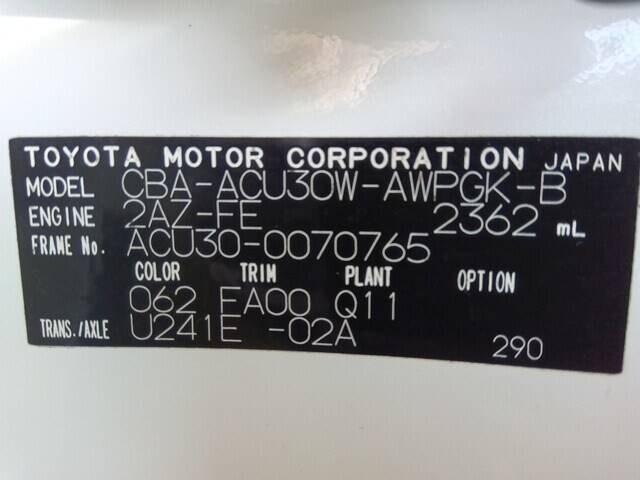 TOYOTA MOTOR CORPORATION JAPAN
MODEL CBA-ACU30W-AWPGK-B
ENGINE 2AZ-FE 2362 mL
FRAME No. ACU30-0070765
COLOR TRIM PLANT OPTION
062 FA00 Q11
TRANS./AXLE U241E -02A
290